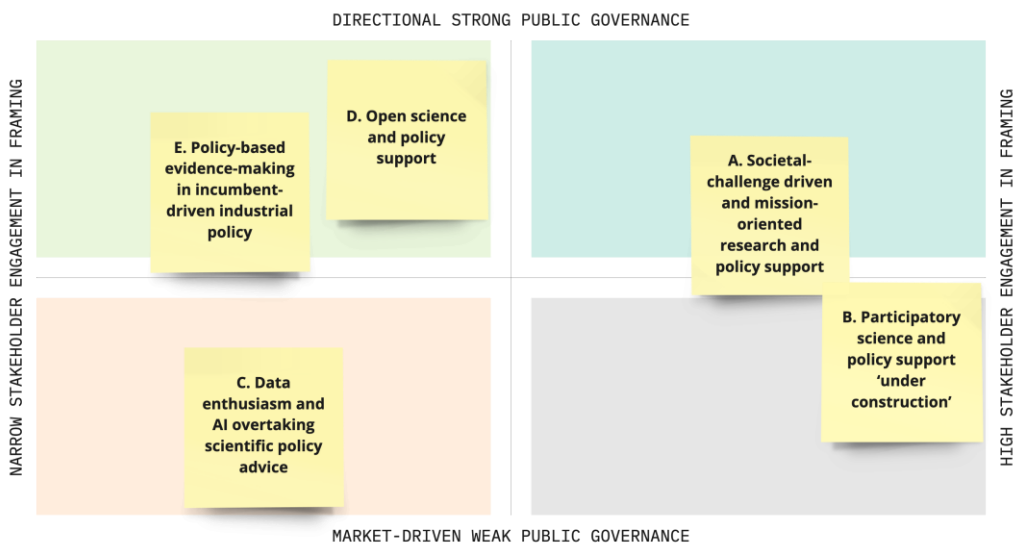 DIRECTIONAL STRONG PUBLIC GOVERNANCE
NARROW STAKEHOLDER ENGAGEMENT IN FRAMING
E. Policy-based
evidence-making
in incumbent-
driven industrial
policy
D. Open science
and policy
support
A. Societal-
challenge driven
and mission-
oriented
research and
policy support
B. Participatory
science and
policy support
‘under
construction’
C. Data
enthusiasm and
AI overtaking
scientific policy
advice
HIGH STAKEHOLDER ENGAGEMENT IN FRAMING
MARKET-DRIVEN WEAK PUBLIC GOVERNANCE